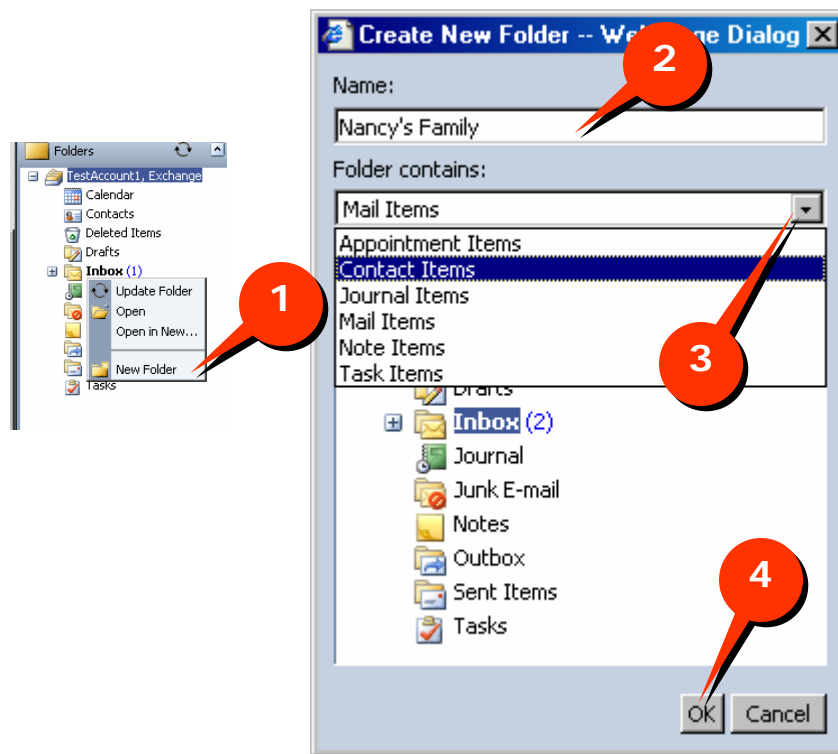 Folders
TestAccount1, Exchange
Calendar
Contacts
Deleted Items
Drafts
Inbox (1)
Update Folder
Open
Open in New...
New Folder
Tasks
1
Create New Folder -- We ge Dialog
2
Name:
Nancy's Family
Folder contains:
Mail Items
Appointment Items
Contact Items
Journal Items
Mail Items
Note Items
Task Items
3
Drafts
Inbox (2)
Journal
Junk E-mail
Notes
Outbox
Sent Items
Tasks
4
OK Cancel